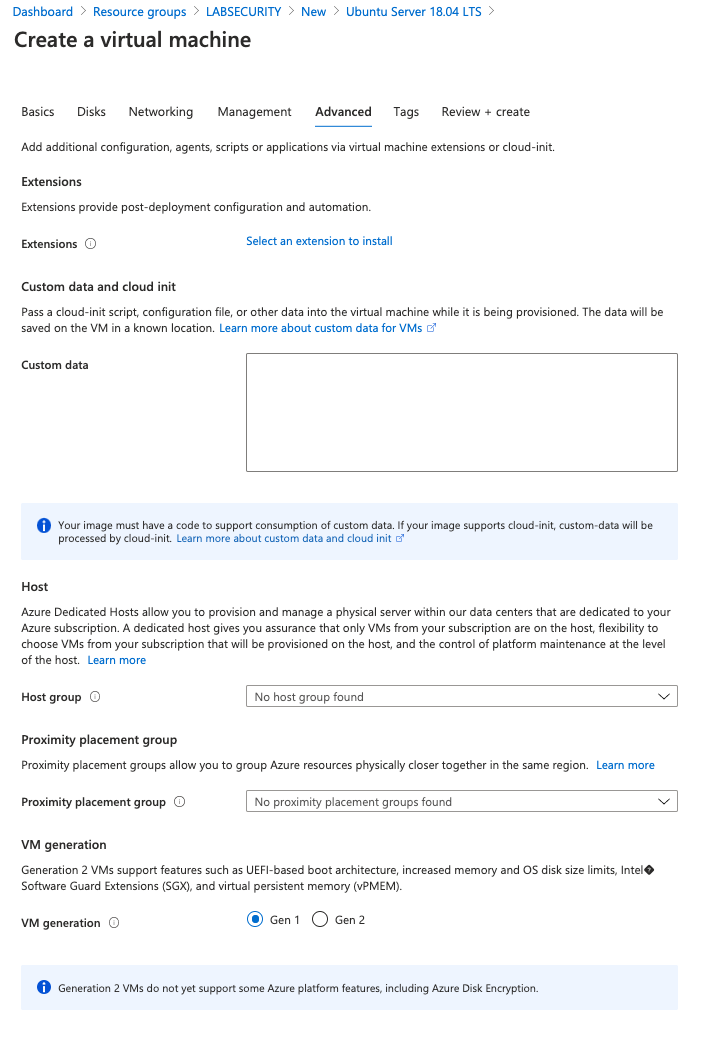 Dashboard > Resource groups > LABSECURITY > New > Ubuntu Server 18.04 LTS >
Create a virtual machine
Basics Disks Networking Management Advanced Tags Review + create
Add additional configuration, agents, scripts or applications via virtual machine extensions or cloud-init.
Extensions
Extensions provide post-deployment configuration and automation.
Extensions Select an extension to install
Custom data and cloud init
Pass a cloud-init script, configuration file, or other data into the virtual machine while it is being provisioned. The data will be
saved on the VM in a known location. Learn more about custom data for VMs
Custom data
Your image must have a code to support consumption of custom data. If your image supports cloud-init, custom-data will be
processed by cloud-init. Learn more about custom data and cloud init
Host
Azure Dedicated Hosts allow you to provision and manage a physical server within our data centers that are dedicated to your
Azure subscription. A dedicated host gives you assurance that only VMs from your subscription are on the host, flexibility to
choose VMs from your subscription that will be provisioned on the host, and the control of platform maintenance at the level
of the host. Learn more
Host group No host group found
Proximity placement group
Proximity placement groups allow you to group Azure resources physically closer together in the same region. Learn more
Proximity placement group No proximity placement groups found
VM generation
Generation 2 VMs support features such as UEFI-based boot architecture, increased memory and OS disk size limits, Intel�
Software Guard Extensions (SGX), and virtual persistent memory (vPMEM).
VM generation Gen 1 Gen 2
Generation 2 VMs do not yet support some Azure platform features, including Azure Disk Encryption.